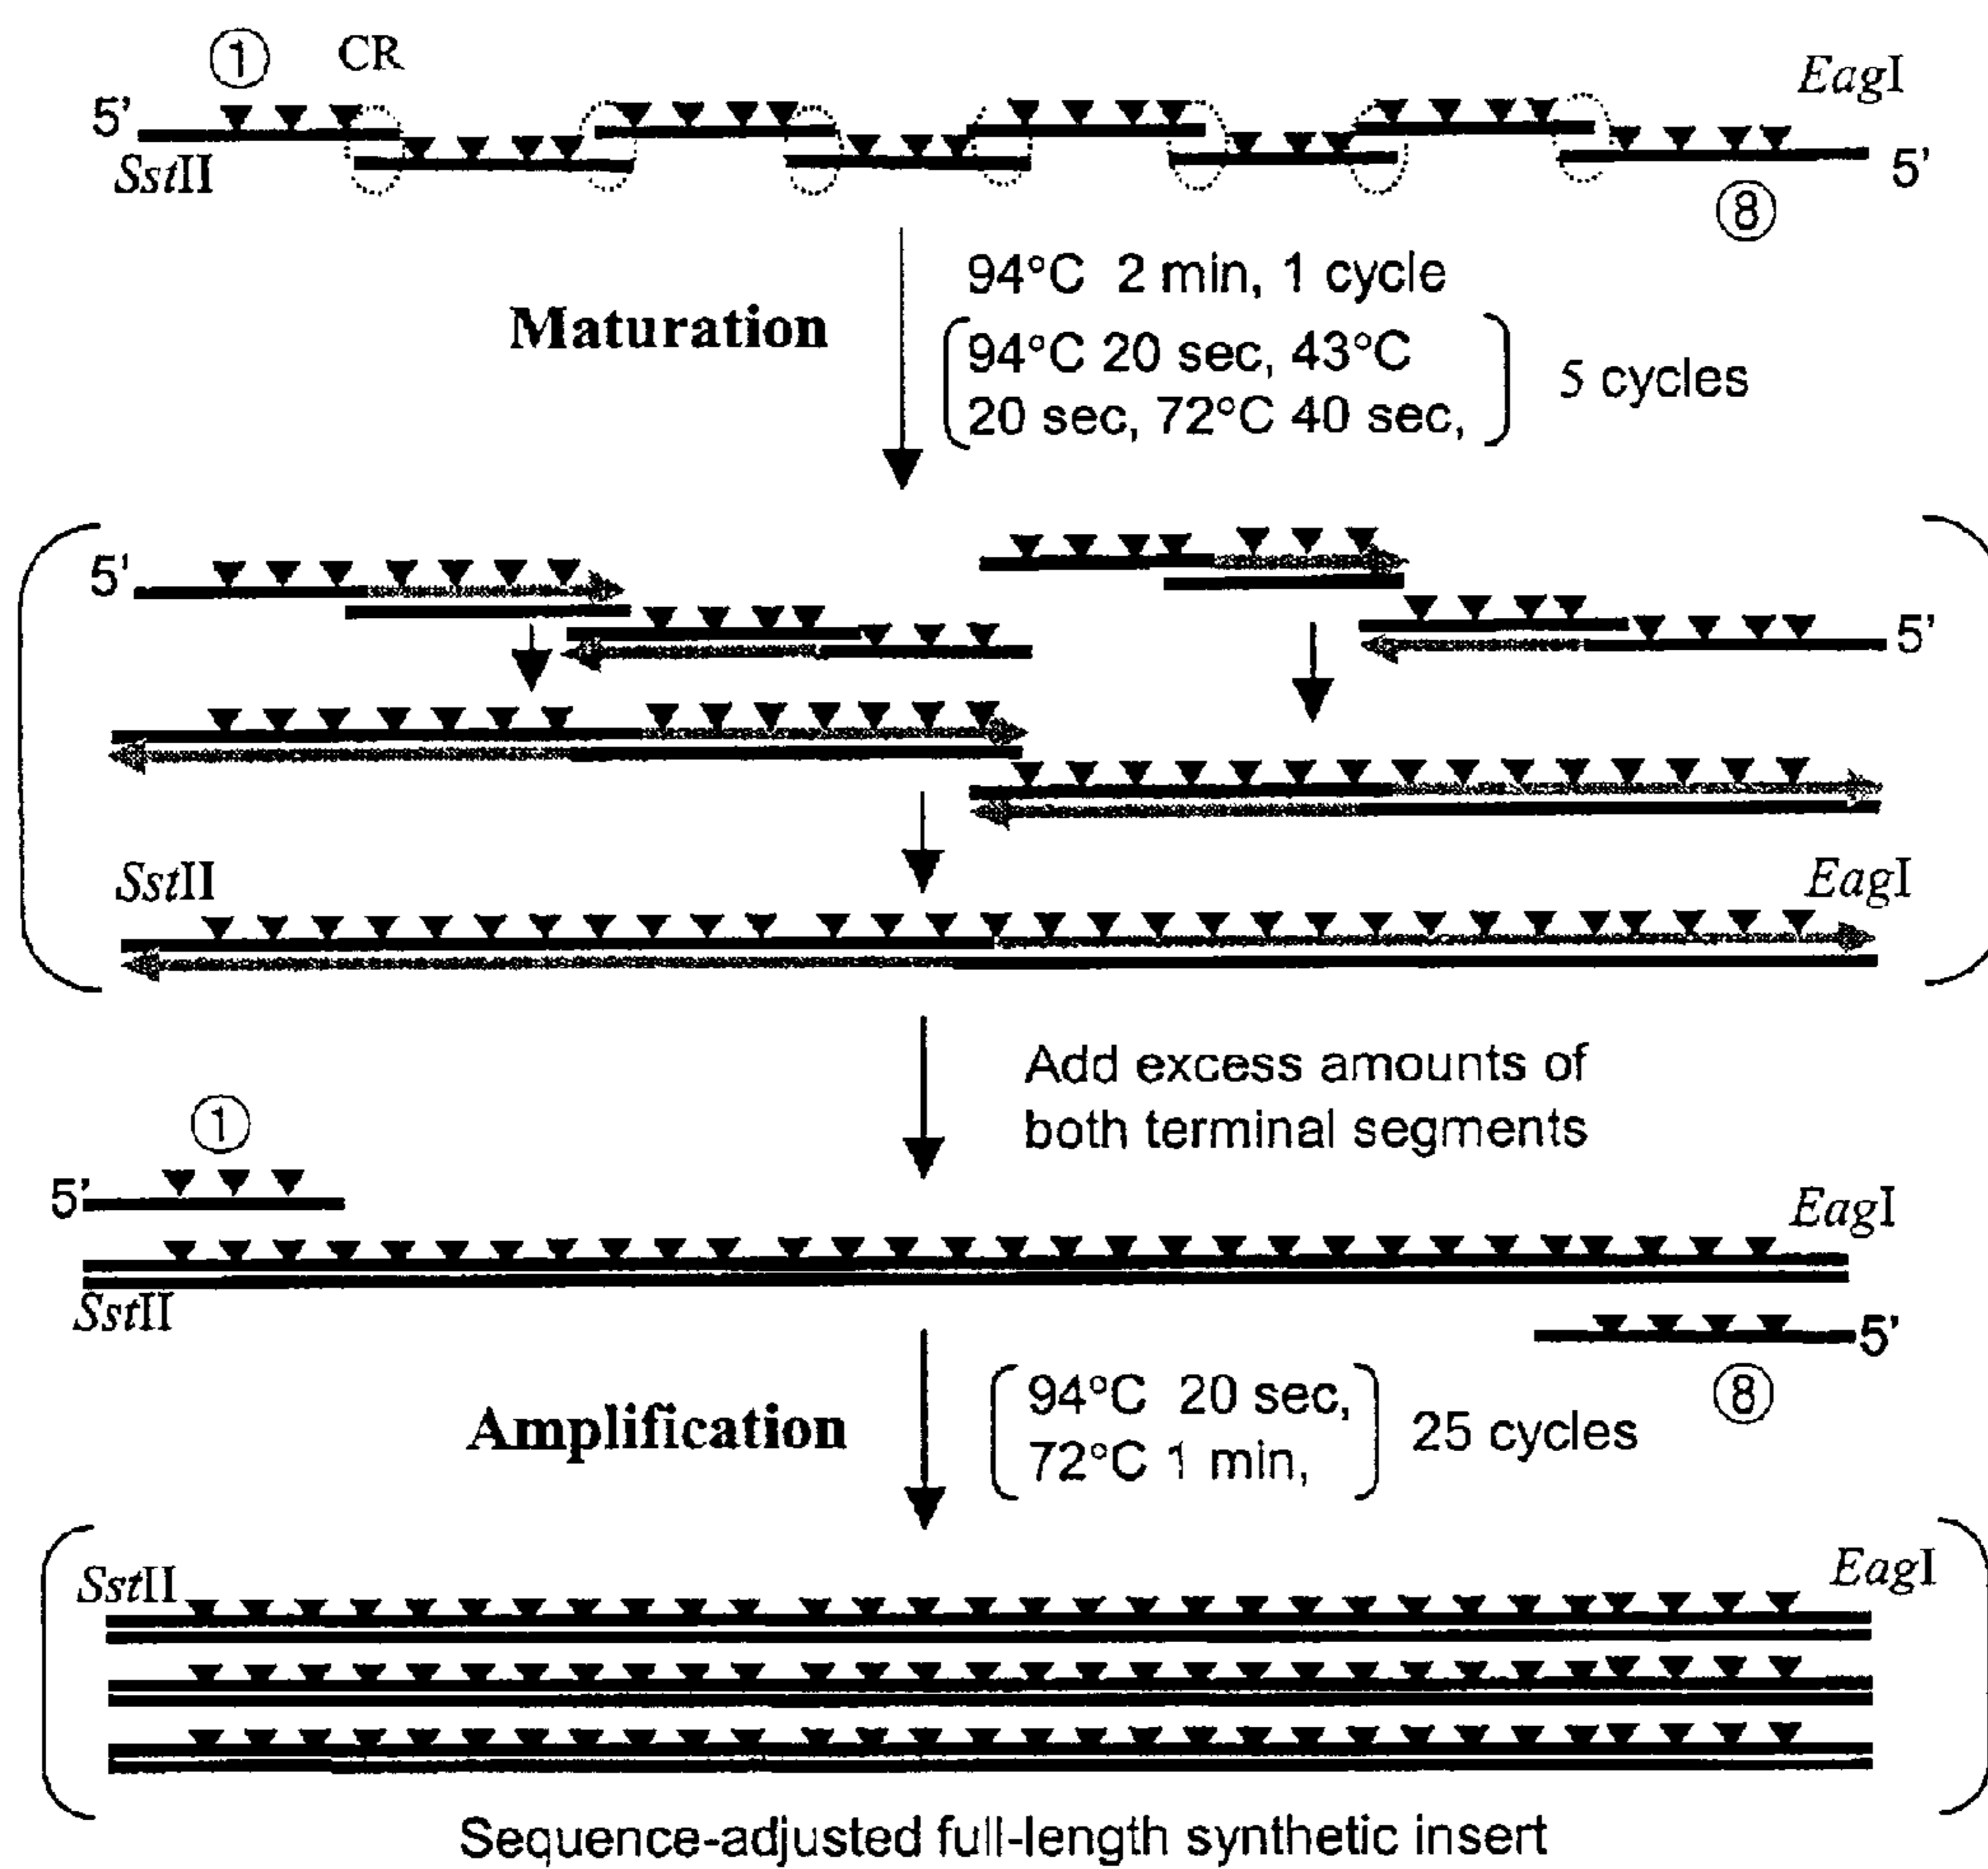 ① CR
EagI
5'
SstII
5'
⑧
94°C 2 min, 1 cycle
Maturation
94°C 20 sec, 43°C
20 sec, 72°C 40 sec,
5 cycles
5'
5'
SstII
EagI
Add excess amounts of
both terminal segments
①
5'
EagI
SstII
5'
⑧
Amplification
94°C 20 sec,
72°C 1 min,
25 cycles
SstII
EagI
Sequence-adjusted full-length synthetic insert